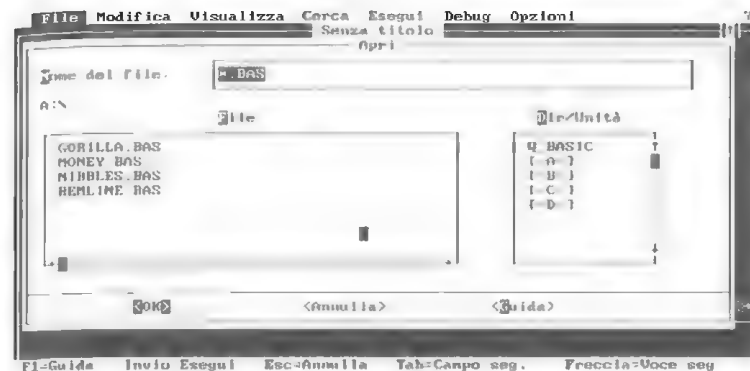 File Modifica Visualizza Cerca Esegui Debug Opzioni
Senza titolo
Apri
Nome del file:
*.BAS
A:\
File
Dir/Unità
GORILLA.BAS
MONEY.BAS
NIBBLES.BAS
REMLINE.BAS
Q_BASIC
[-A-]
[-B-]
[-C-]
[-D-]
<OK> <Annulla> <Guida>
F1=Guida Invio=Esegui Esc=Annulla Tab=Campo seg. Freccia=Voce seg